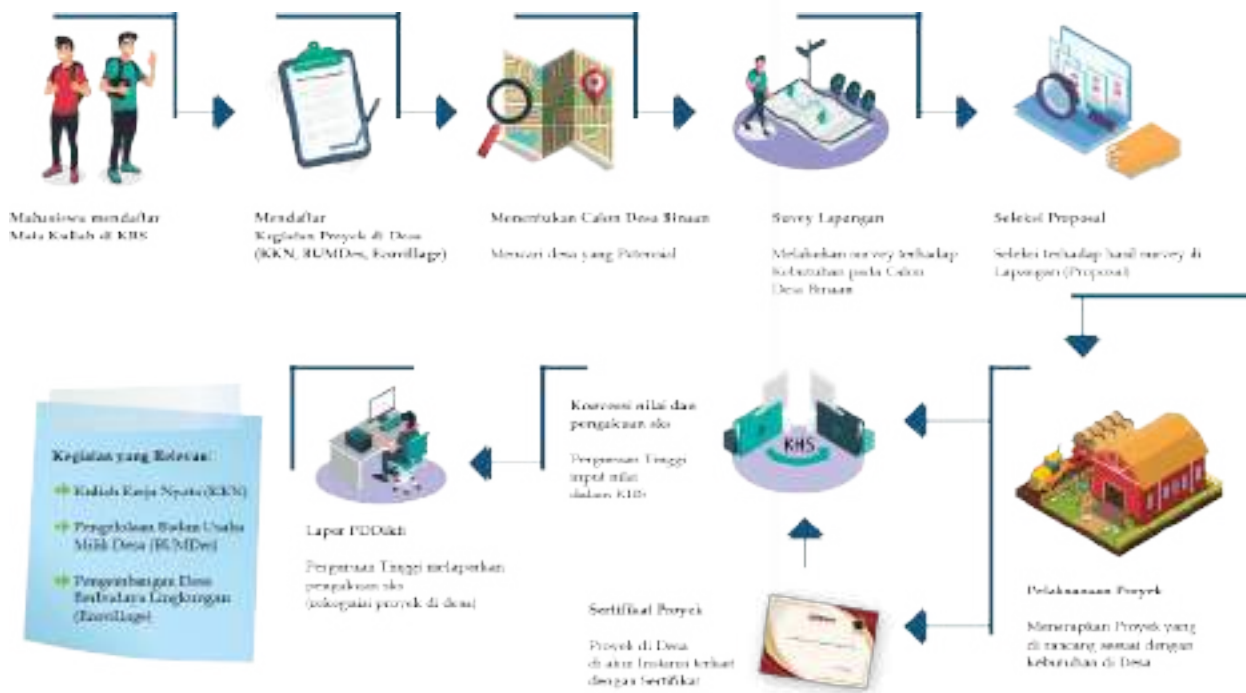 Mahasiswa mendaftar
Mata Kuliah di KRS
Mendaftar
Kegiatan Proyek di Desa
(KKN, BUMDes, Ecovillage)
Menentukan Calon Desa Binaan
Mencari desa yang Potensial
Survey Lapangan
Melakukan survey terhadap
Kebutuhan pada Calon
Desa Binaan
Seleksi Proposal
Seleksi terhadap hasil survey di
Lapangan (Proposal)
Pelaksanaan Proyek
Menerapkan Proyek yang
di rancang sesuai dengan
kebutuhan di Desa
Sertifikat Proyek
Proyek di Desa
di akui Instansi terkait
dengan Sertifikat
KHS
Konversi nilai dan
pengakuan sks
Perguruan Tinggi
input nilai
dalam KHS
Lapor PDDikti
Perguruan Tinggi melaporkan
pengakuan sks
(rekognisi proyek di desa)
Kegiatan yang Relevan:
Kuliah Kerja Nyata (KKN)
Pengelolaan Badan Usaha
Milik Desa (BUMDes)
Pengembangan Desa
Berbudaya Lingkungan
(Ecovillage)